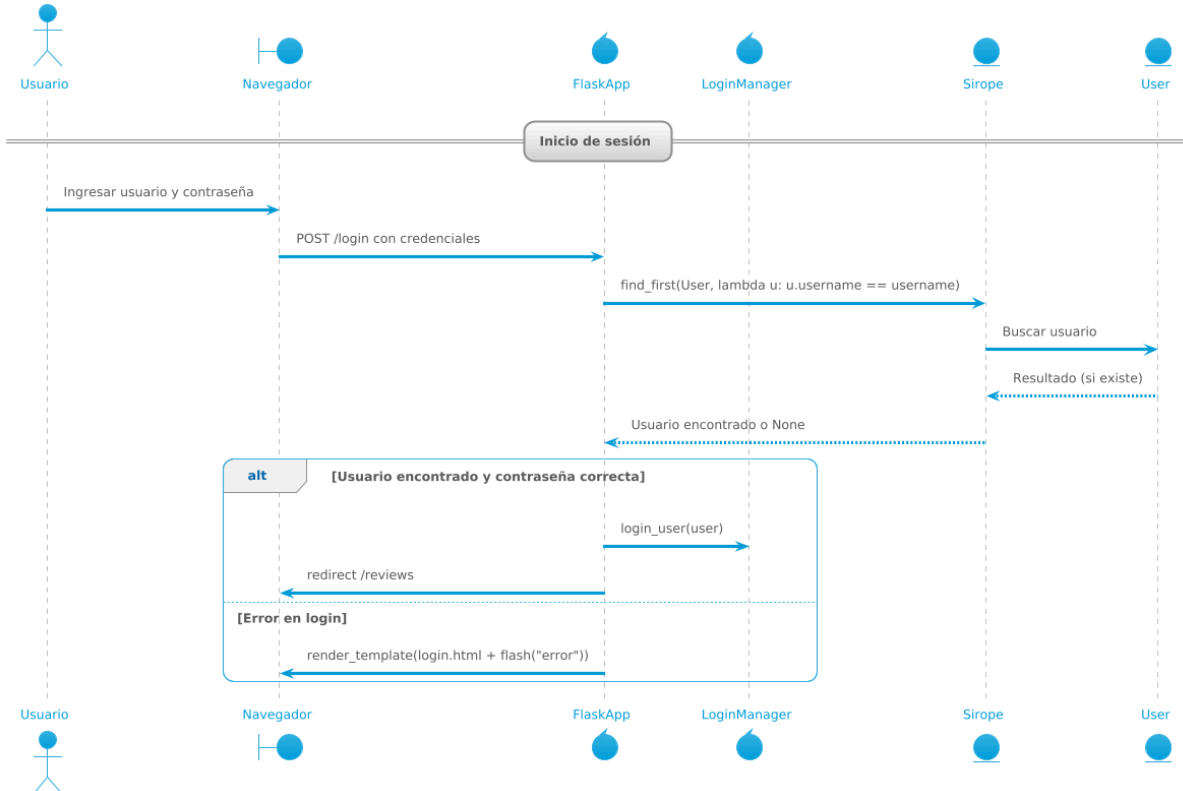 Usuario
Navegador
FlaskApp
LoginManager
Sirope
User
Inicio de sesión
Ingresar usuario y contraseña
POST /login con credenciales
find_first(User, lambda u: u.username == username)
Buscar usuario
Resultado (si existe)
Usuario encontrado o None
alt
[Usuario encontrado y contraseña correcta]
login_user(user)
redirect /reviews
[Error en login]
render_template(login.html + flash("error"))
Usuario
Navegador
FlaskApp
LoginManager
Sirope
User